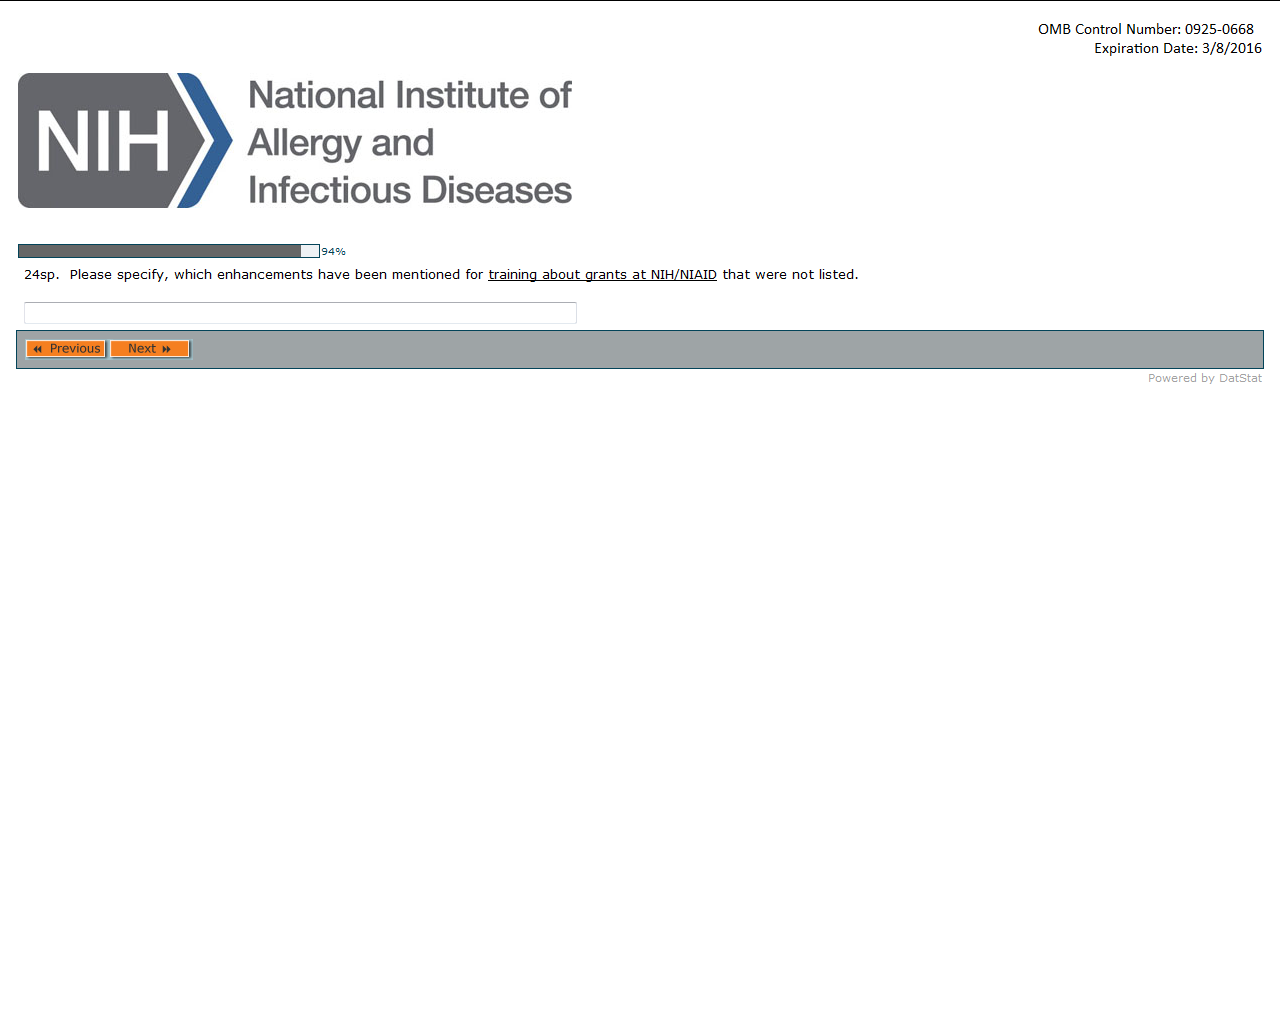 OMB Control Number: 0925-0668
Expiration Date: 3/8/2016
NIH
National Institute of
Allergy and
Infectious Diseases
94%
24sp. Please specify, which enhancements have been mentioned for training about grants at NIH/NIAID that were not listed.
Previous Next
Powered by DatStat